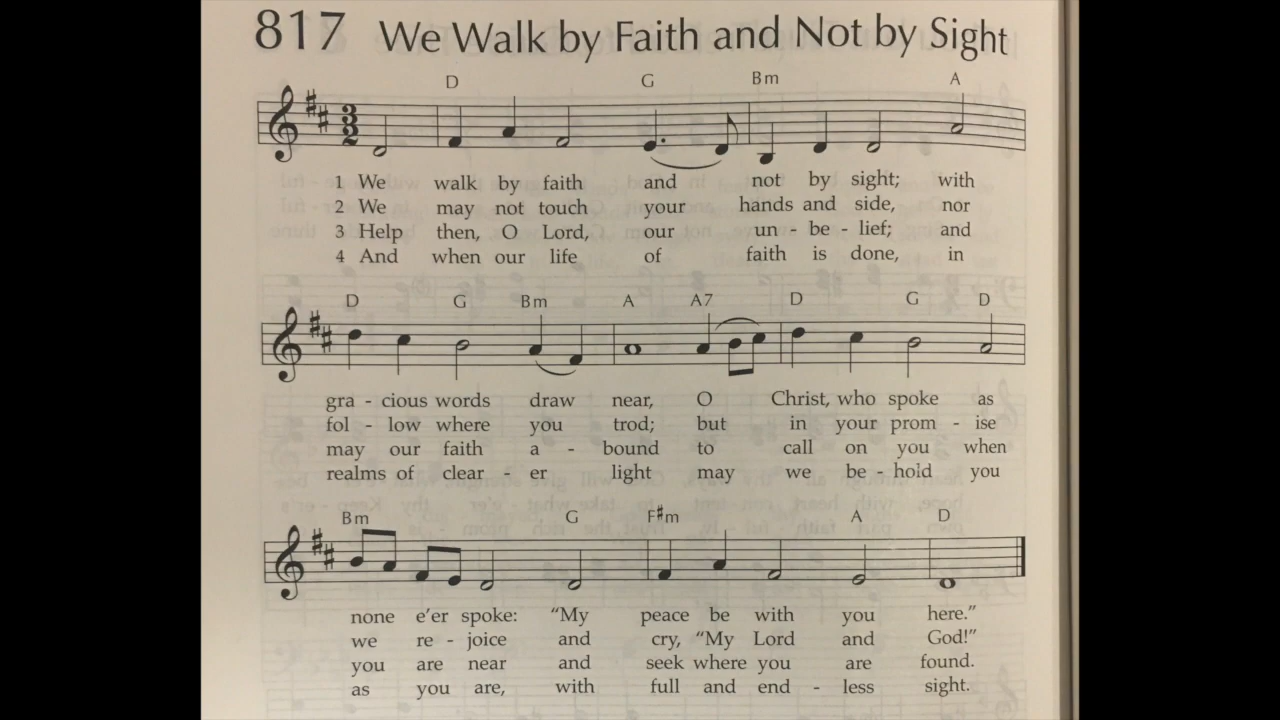 817 We Walk by Faith and Not by Sight
D G Bm A
1 We walk by faith and not by sight; with
2 We may not touch your hands and side, nor
3 Help then, O Lord, our un - be - lief; and
4 And when our life of faith is done, in
D G Bm A A7 D G D
gra - cious words draw near, O Christ, who spoke as
fol - low where you trod; but in your prom - ise
may our faith a - bound to call on you when
realms of clear - er light may we be - hold you
Bm G F#m A D
none e'er spoke: “My peace be with you here.”
we re - joice and cry, “My Lord and God!”
you are near and seek where you are found.
as you are, with full and end - less sight.